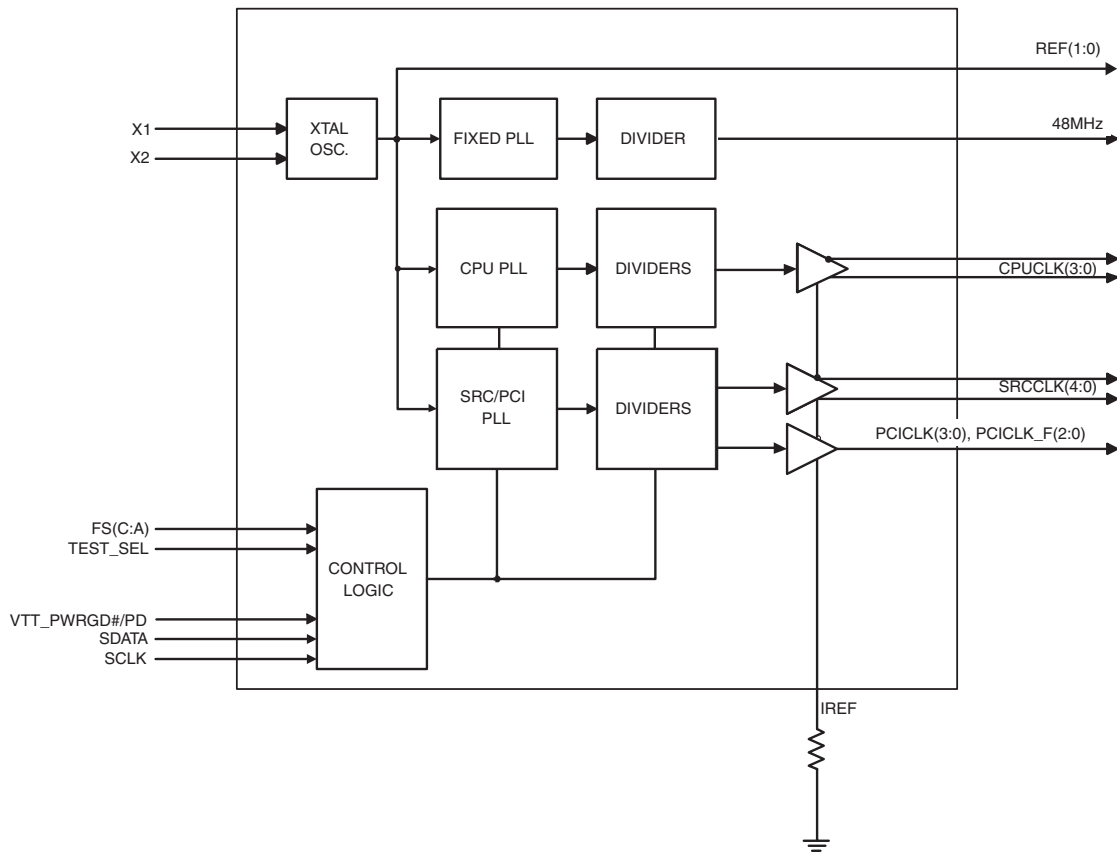 REF(1:0)
X1
X2
XTAL
OSC.
FIXED PLL
DIVIDER
48MHz
CPU PLL
DIVIDERS
CPUCLK(3:0)
SRC/PCI
PLL
DIVIDERS
SRCCLK(4:0)
PCICLK(3:0), PCICLK_F(2:0)
FS(C:A)
TEST_SEL
CONTROL
LOGIC
VTT_PWRGD#/PD
SDATA
SCLK
IREF